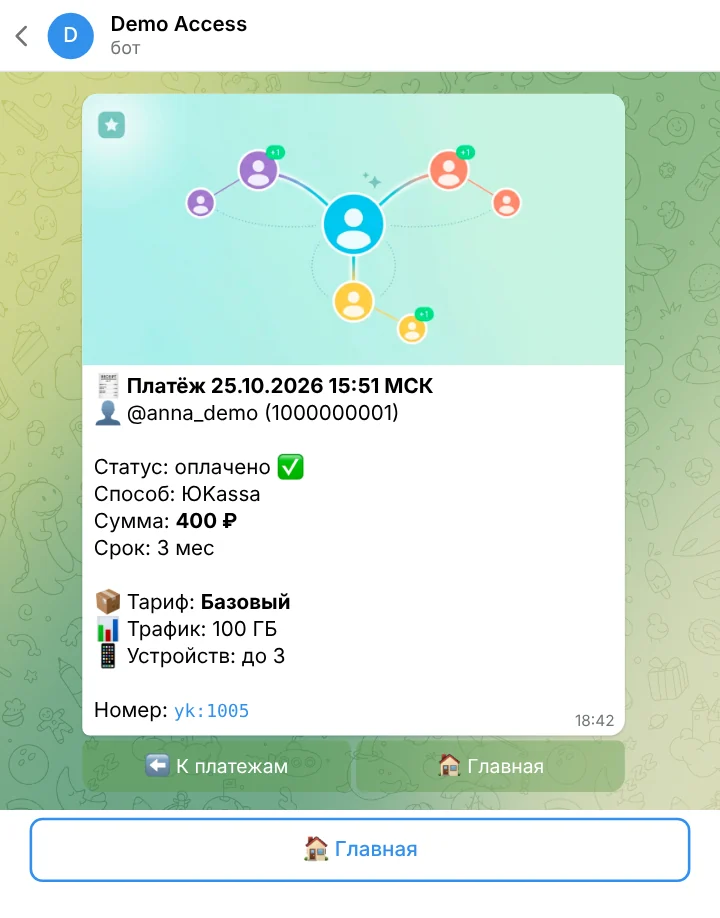 D
Demo Access
бот
+1
+1
+1
Платёж 25.10.2026 15:51 МСК
@anna_demo (1000000001)
Статус: оплачено ✅
Способ: ЮKassa
Сумма: 400 ₽
Срок: 3 мес
Тариф: Базовый
Трафик: 100 ГБ
Устройств: до 3
Номер: yk:1005
18:42
К платежам
Главная
Главная